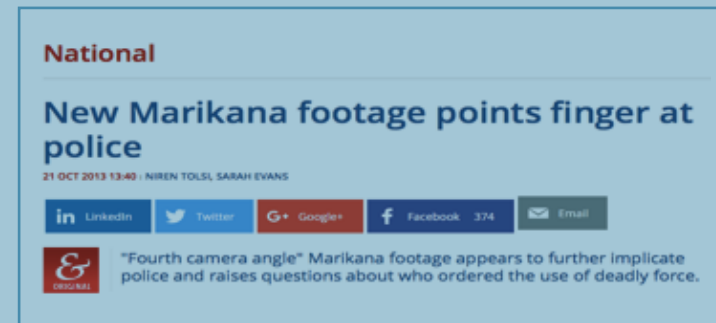 National
New Marikana footage points finger at
police
21 OCT 2013 13:40 : NIREN TOLSI, SARAH EVANS
in LinkedIn Twitter G+ Google+ f Facebook 374 Email
"Fourth camera angle" Marikana footage appears to further implicate
& police and raises questions about who ordered the use of deadly force.
ORIGINAL